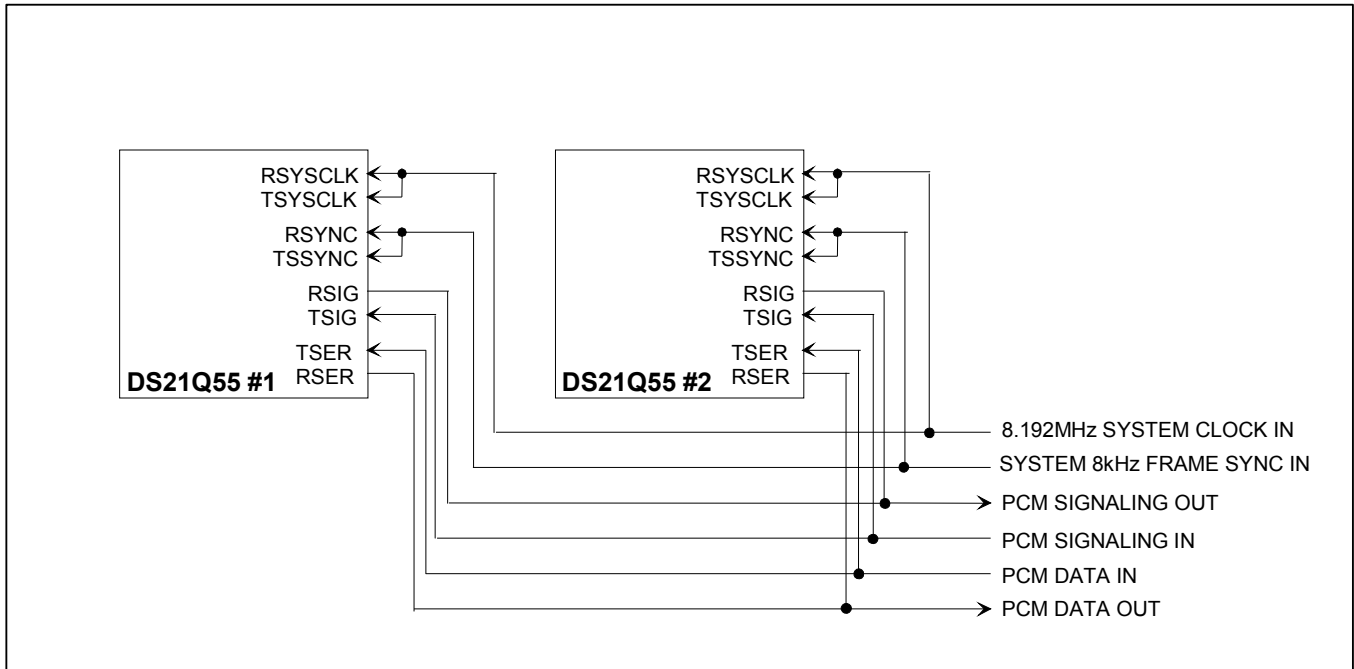 RSYSCLK
TSYSCLK
RSYNC
TSSYNC
RSIG
TSIG
TSER
DS21Q55 #1 RSER
RSYSCLK
TSYSCLK
RSYNC
TSSYNC
RSIG
TSIG
TSER
DS21Q55 #2 RSER
8.192MHz SYSTEM CLOCK IN
SYSTEM 8kHz FRAME SYNC IN
PCM SIGNALING OUT
PCM SIGNALING IN
PCM DATA IN
PCM DATA OUT